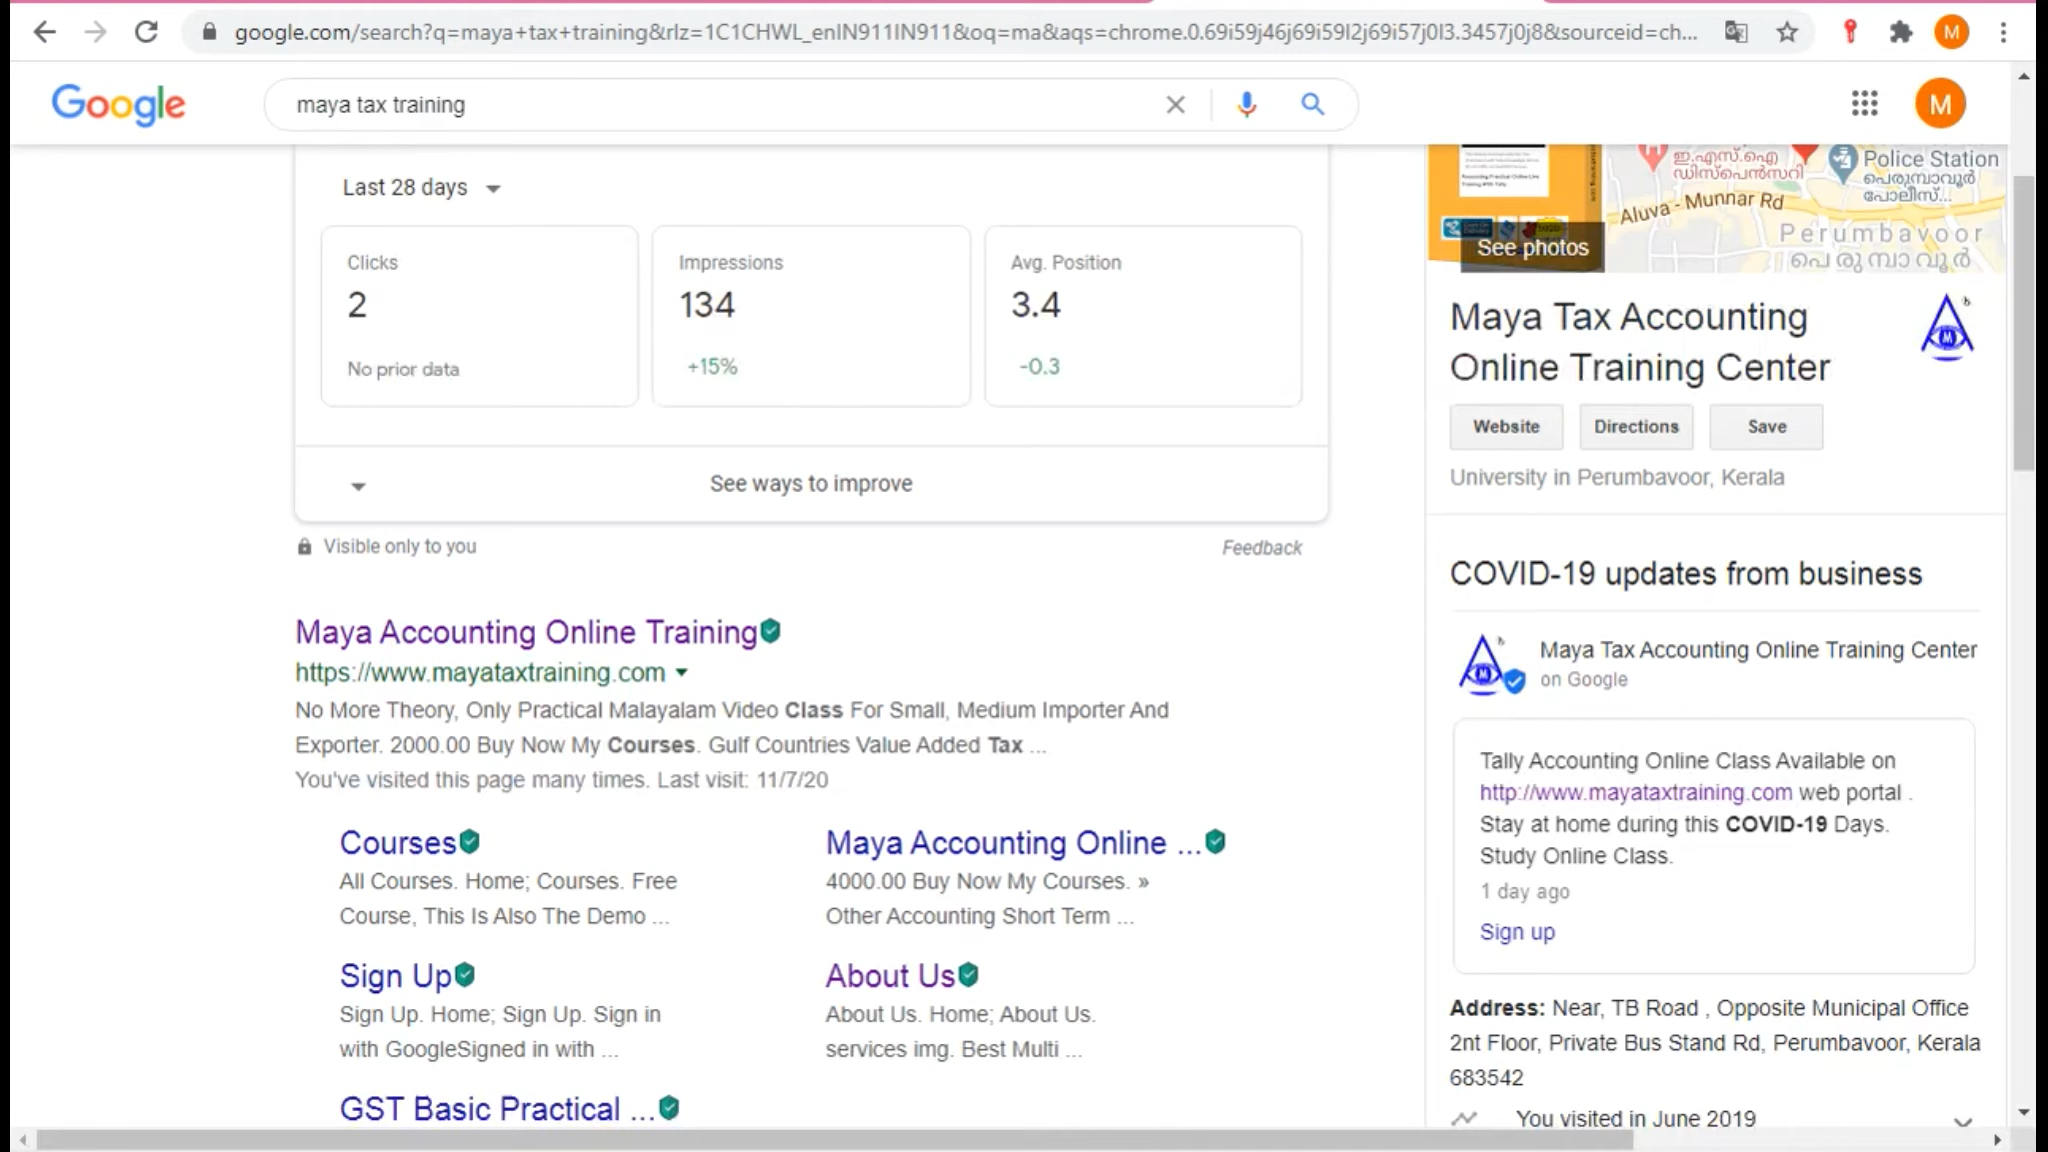 google.com/search?q=maya+tax+training&rlz=1C1CHWL_enIN911IN911&oq=ma&aqs=chrome.0.69i59j46j69i59l2j69i57j0l3.3457j0j8&sourceid=ch...
M
Google
maya tax training
M
Last 28 days
Clicks
2
No prior data
Impressions
134
+15%
Avg. Position
3.4
-0.3
See ways to improve
Visible only to you
Feedback
Maya Accounting Online Training
https://www.mayataxtraining.com
No More Theory, Only Practical Malayalam Video Class For Small, Medium Importer And
Exporter. 2000.00 Buy Now My Courses. Gulf Countries Value Added Tax ...
You've visited this page many times. Last visit: 11/7/20
Courses
All Courses. Home; Courses. Free
Course, This Is Also The Demo ...
Maya Accounting Online ...
4000.00 Buy Now My Courses. »
Other Accounting Short Term ...
Sign Up
Sign Up. Home; Sign Up. Sign in
with GoogleSigned in with ...
About Us
About Us. Home; About Us.
services img. Best Multi ...
GST Basic Practical ...
See photos
ഇ.എസ്.ഐ
ഡിസ്പെൻസറി
Police Station
പെരുമ്പാവൂർ
പോലീസ്...
Aluva - Munnar Rd
Perumbavoor
പെരുമ്പാവൂർ
Maya Tax Accounting
Online Training Center
Website
Directions
Save
University in Perumbavoor, Kerala
COVID-19 updates from business
Maya Tax Accounting Online Training Center
on Google
Tally Accounting Online Class Available on
http://www.mayataxtraining.com web portal .
Stay at home during this COVID-19 Days.
Study Online Class.
1 day ago
Sign up
Address: Near, TB Road , Opposite Municipal Office
2nt Floor, Private Bus Stand Rd, Perumbavoor, Kerala
683542
You visited in June 2019